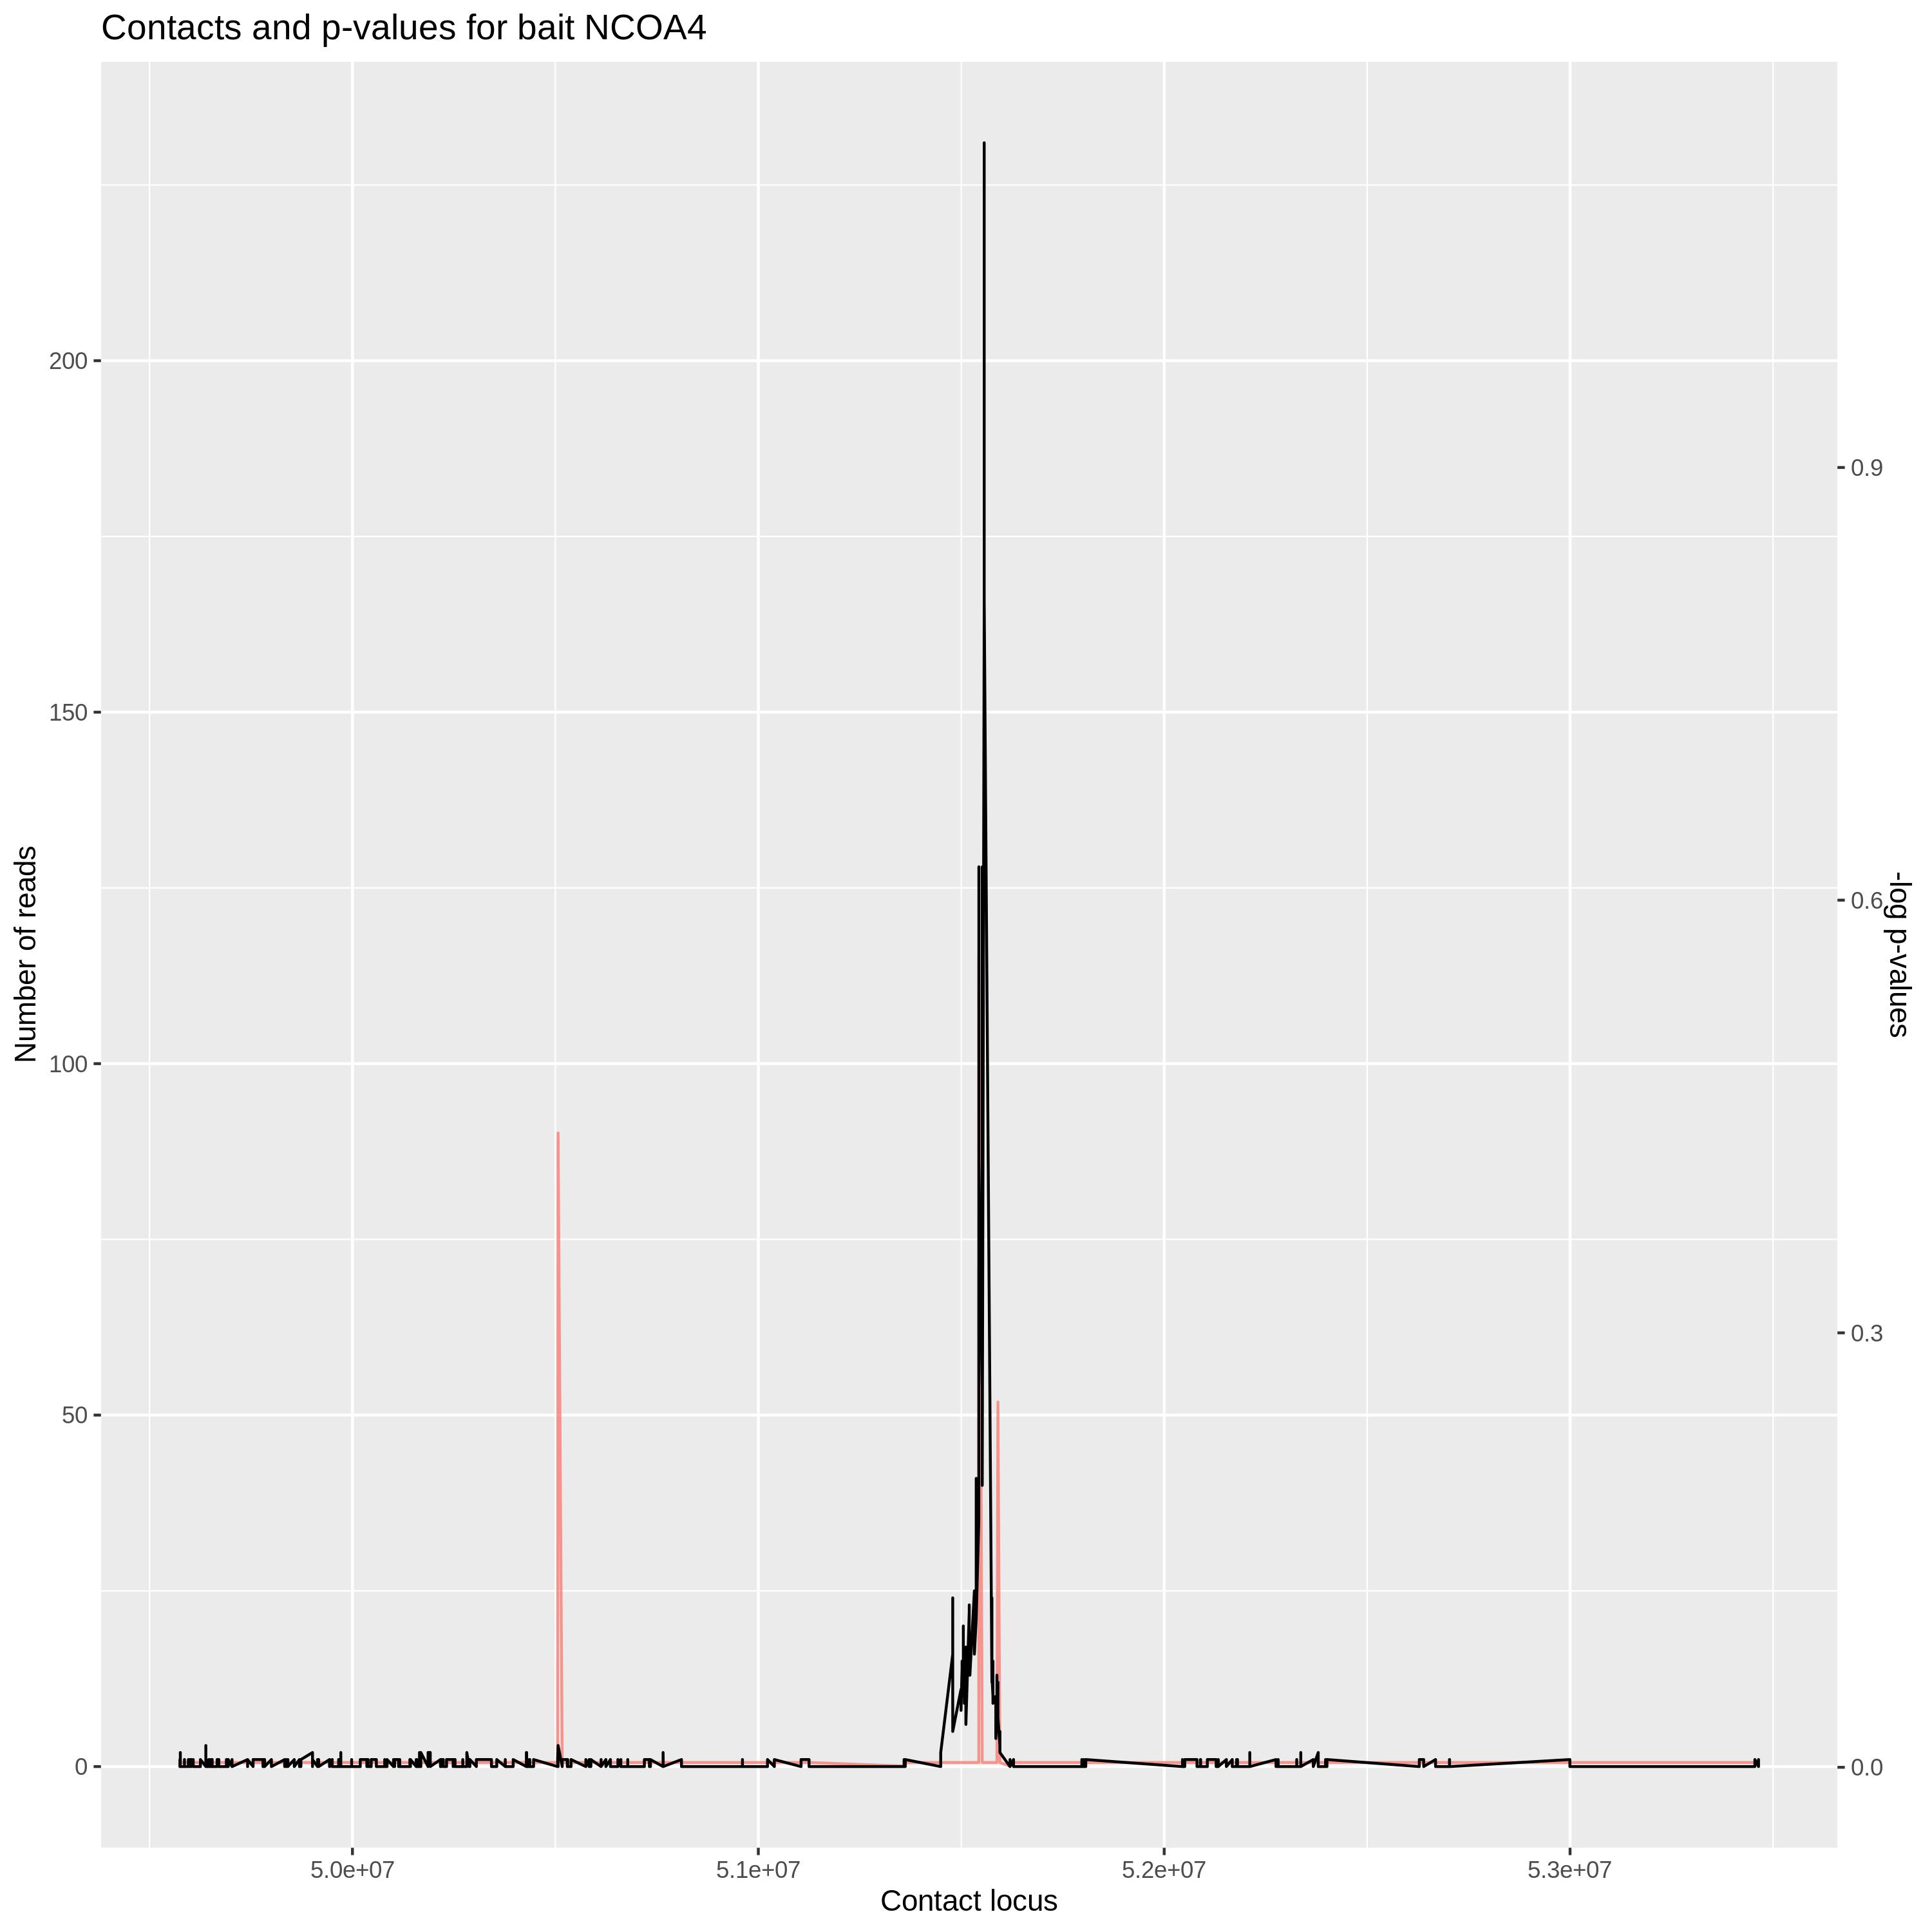 Contacts and p-values for bait NCOA4
Number of reads
200
150
100
50
0
0.9
0.6
0.3
0.0
-log p-values
5.0e+07
5.1e+07
5.2e+07
5.3e+07
Contact locus